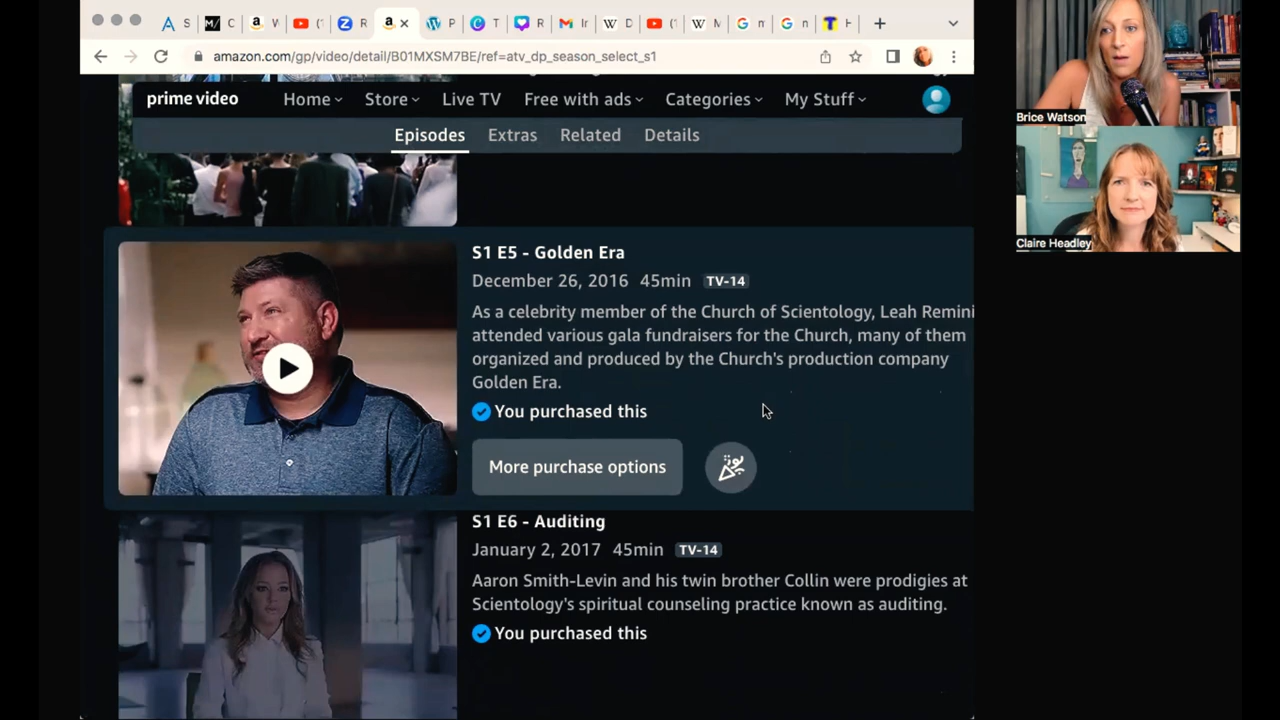 S
C
W
(
R
P
T
R
Ir
D
(
M
n
n
H
amazon.com/gp/video/detail/B01MXSM7BE/ref=atv_dp_season_select_s1
prime video Home Store Live TV Free with ads Categories My Stuff
Episodes Extras Related Details
S1 E5 - Golden Era
December 26, 2016 45min TV-14
As a celebrity member of the Church of Scientology, Leah Remini
attended various gala fundraisers for the Church, many of them
organized and produced by the Church's production company
Golden Era.
You purchased this
More purchase options
S1 E6 - Auditing
January 2, 2017 45min TV-14
Aaron Smith-Levin and his twin brother Collin were prodigies at
Scientology's spiritual counseling practice known as auditing.
You purchased this
Brice Watson
Claire Headley